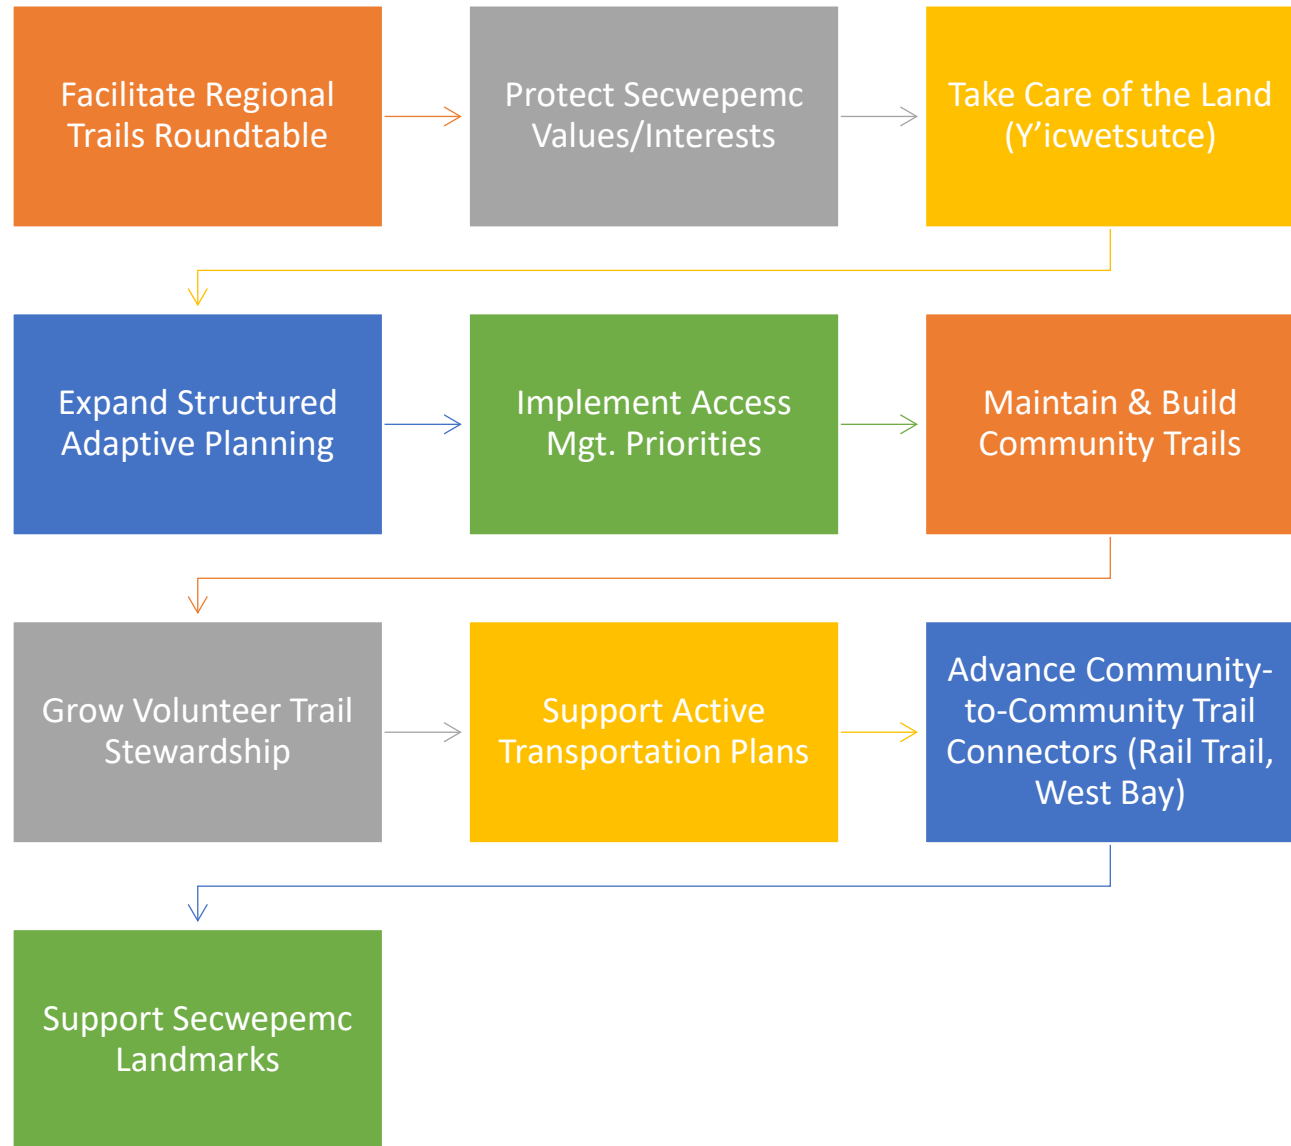 Facilitate Regional
Trails Roundtable
Protect Secwepemc
Values/Interests
Take Care of the Land
(Y’icwetsutce)
Expand Structured
Adaptive Planning
Implement Access
Mgt. Priorities
Maintain & Build
Community Trails
Grow Volunteer Trail
Stewardship
Support Active
Transportation Plans
Advance Community-
to-Community Trail
Connectors (Rail Trail,
West Bay)
Support Secwepemc
Landmarks